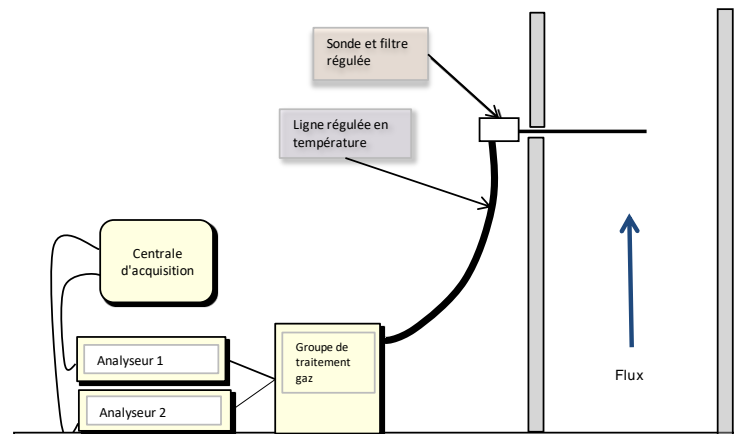 Sonde et filtre
régulée
Ligne régulée en
température
Centrale
d'acquisition
Analyseur 1
Analyseur 2
Groupe de
traitement
gaz
Flux